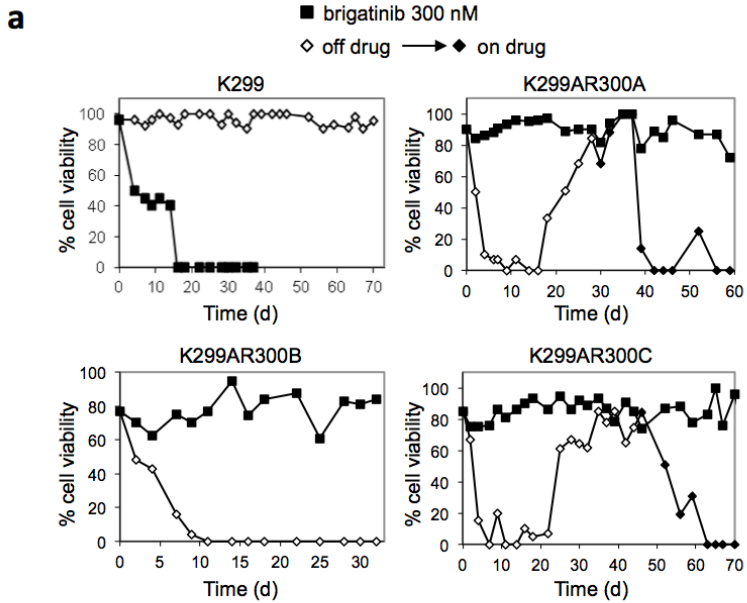 a
■ brigatinib 300 nM
◇ off drug → ◆ on drug
K299
% cell viability
100
80
60
40
20
0
0 10 20 30 40 50 60 70
Time (d)
K299AR300A
% cell viability
100
80
60
40
20
0
0 10 20 30 40 50 60
Time (d)
K299AR300B
% cell viability
100
80
60
40
20
0
0 5 10 15 20 25 30
Time (d)
K299AR300C
% cell viability
100
80
60
40
20
0
0 10 20 30 40 50 60 70
Time (d)